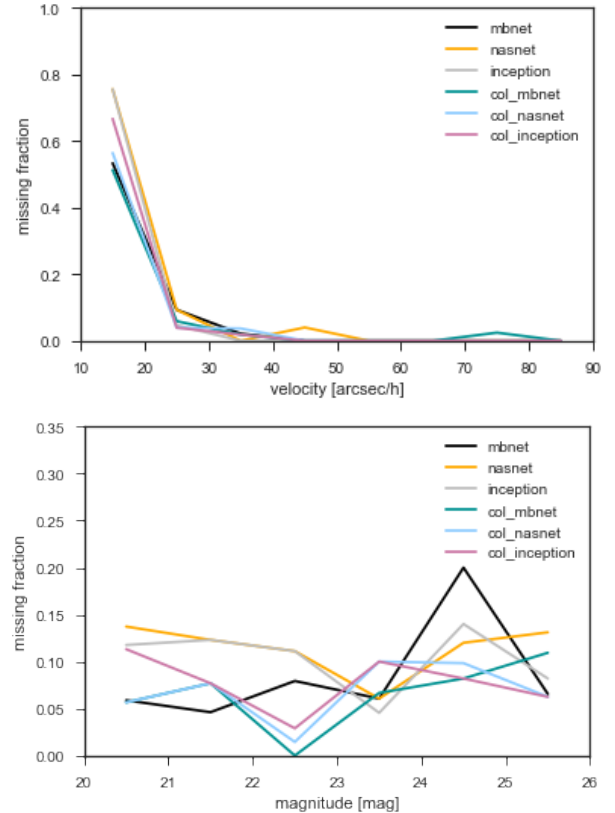 1.0
0.8
0.6
0.4
0.2
0.0
missing fraction
mbnet
nasnet
inception
col_mbnet
col_nasnet
col_inception
10 20 30 40 50 60 70 80 90
velocity [arcsec/h]
0.35
0.30
0.25
0.20
0.15
0.10
0.05
0.00
missing fraction
mbnet
nasnet
inception
col_mbnet
col_nasnet
col_inception
20 21 22 23 24 25 26
magnitude [mag]